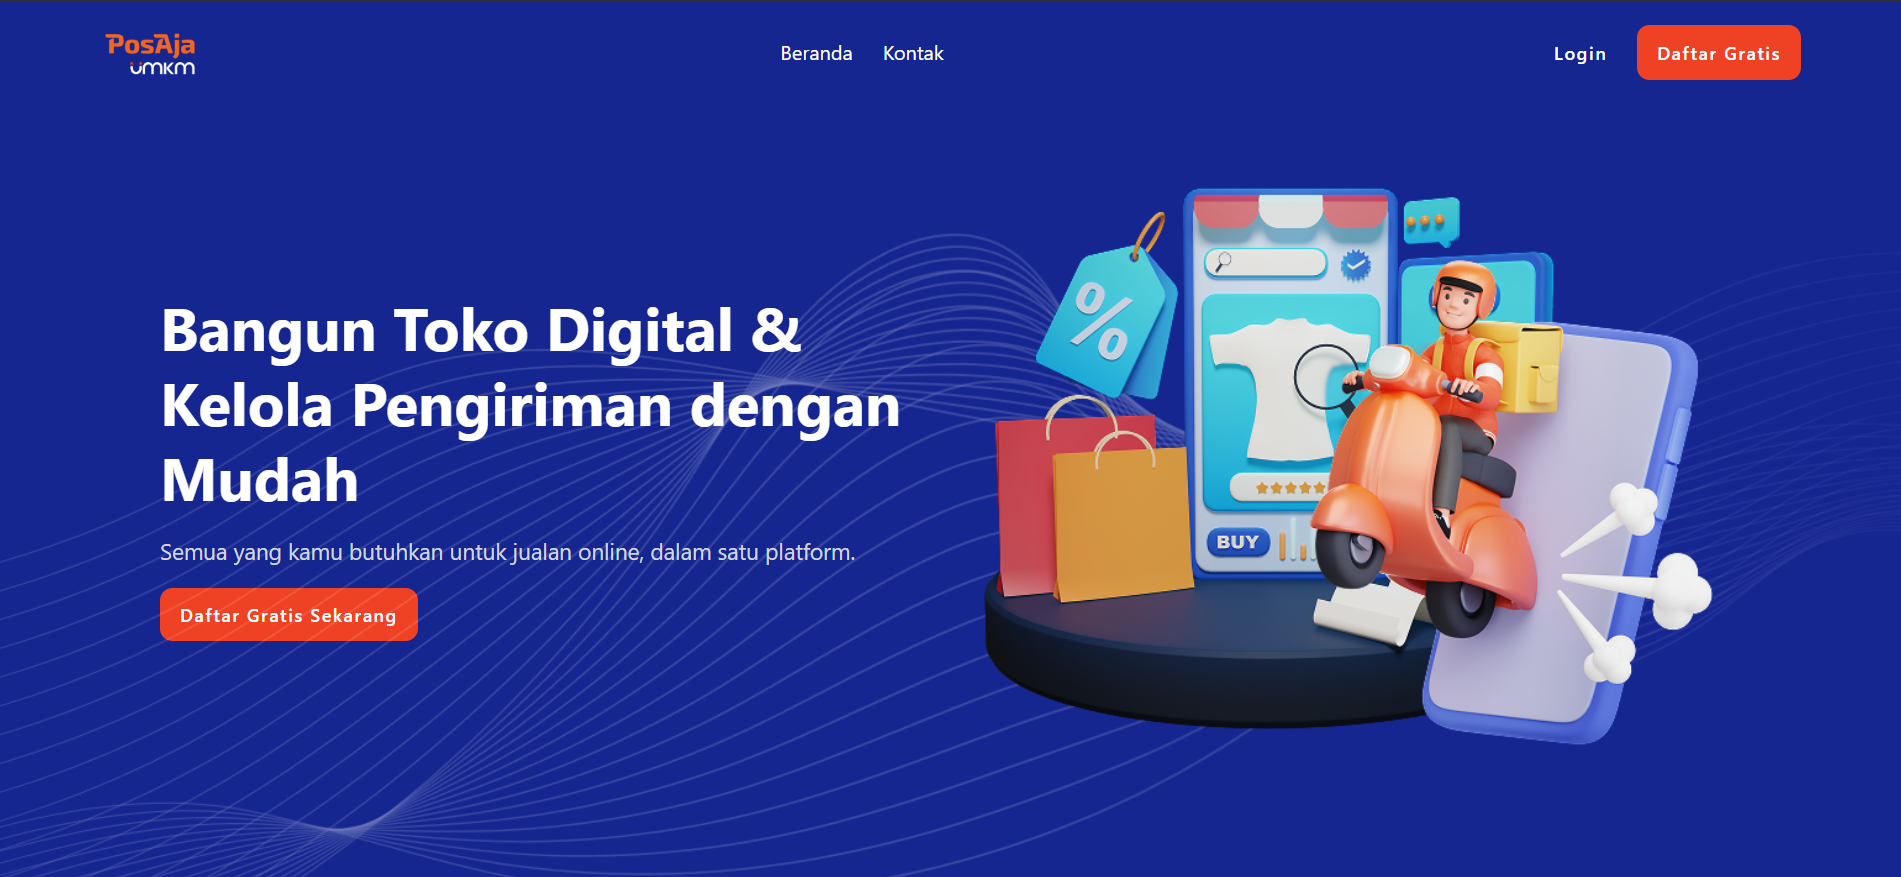 PosAja
UMKM
Beranda
Kontak
Login
Daftar Gratis
Bangun Toko Digital &
Kelola Pengiriman dengan
Mudah
Semua yang kamu butuhkan untuk jualan online, dalam satu platform.
Daftar Gratis Sekarang
%
BUY